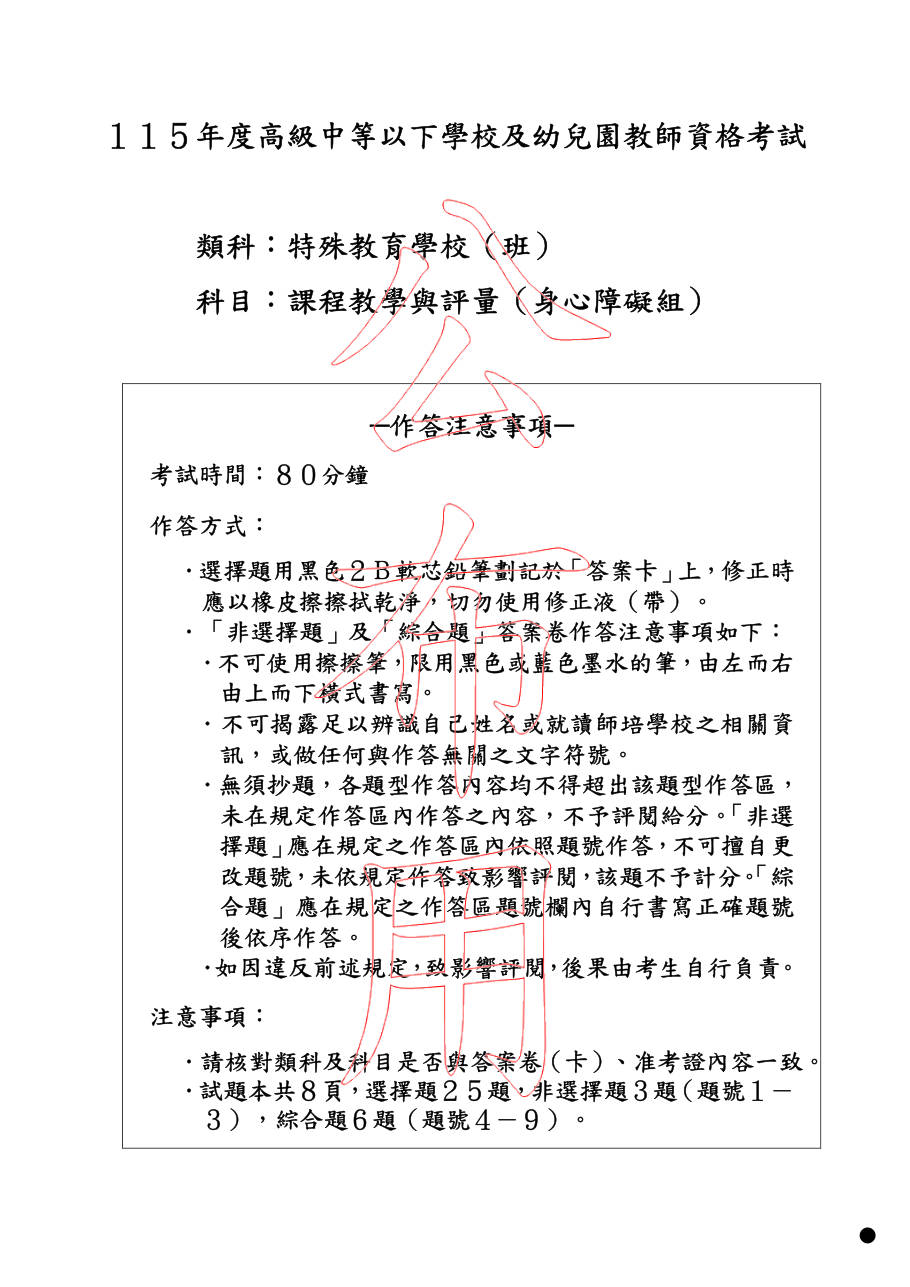 １１５年度高級中等以下學校及幼兒園教師資格考試
類科：特殊教育學校（班）
科目：課程教學與評量（身心障礙組）
公布用
─作答注意事項─
考試時間：８０分鐘
作答方式：
‧選擇題用黑色２Ｂ軟芯鉛筆劃記於「答案卡」上，修正時
應以橡皮擦擦拭乾淨，切勿使用修正液（帶）。
‧「非選擇題」及「綜合題」答案卷作答注意事項如下：
‧不可使用擦擦筆，限用黑色或藍色墨水的筆，由左而右
由上而下橫式書寫。
‧不可揭露足以辨識自己姓名或就讀師培學校之相關資
訊，或做任何與作答無關之文字符號。
‧無須抄題，各題型作答內容均不得超出該題型作答區，
未在規定作答區內作答之內容，不予評閱給分。「非選
擇題」應在規定之作答區內依照題號作答，不可擅自更
改題號，未依規定作答致影響評閱，該題不予計分。「綜
合題」應在規定之作答區題號欄內自行書寫正確題號
後依序作答。
‧如因違反前述規定，致影響評閱，後果由考生自行負責。
注意事項：
‧請核對類科及科目是否與答案卷（卡）、准考證內容一致。
‧試題本共８頁，選擇題２５題，非選擇題３題（題號１－
３），綜合題６題（題號４－９）。